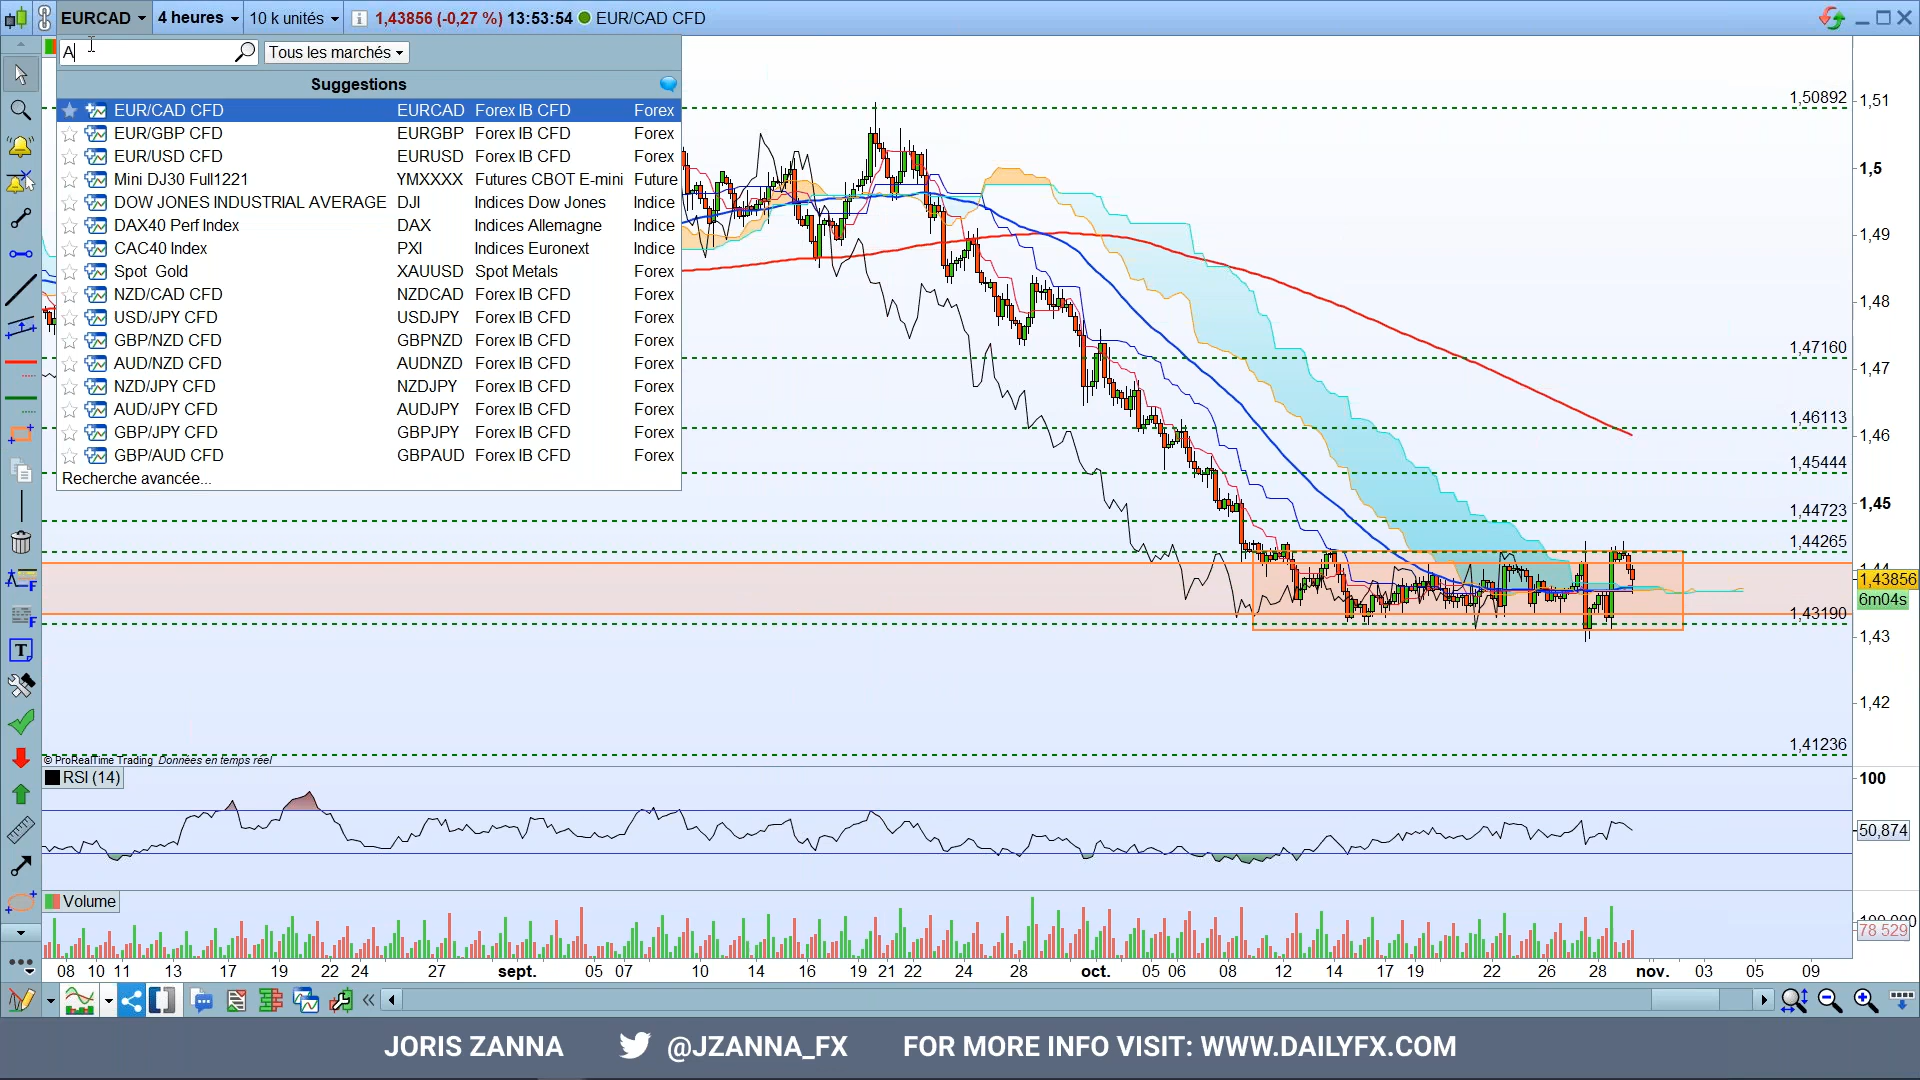 EURCAD 4 heures 10 k unités 1,43856 (-0,27 %) 13:53:54 EUR/CAD CFD
A Tous les marchés
Suggestions
EUR/CAD CFD EURCAD Forex IB CFD Forex
EUR/GBP CFD EURGBP Forex IB CFD Forex
EUR/USD CFD EURUSD Forex IB CFD Forex
Mini DJ30 Full1221 YMXXXX Futures CBOT E-mini Future
DOW JONES INDUSTRIAL AVERAGE DJI Indices Dow Jones Indice
DAX40 Perf Index DAX Indices Allemagne Indice
CAC40 Index PXI Indices Euronext Indice
Spot Gold XAUUSD Spot Metals Forex
NZD/CAD CFD NZDCAD Forex IB CFD Forex
USD/JPY CFD USDJPY Forex IB CFD Forex
GBP/NZD CFD GBPNZD Forex IB CFD Forex
AUD/NZD CFD AUDNZD Forex IB CFD Forex
NZD/JPY CFD NZDJPY Forex IB CFD Forex
AUD/JPY CFD AUDJPY Forex IB CFD Forex
GBP/JPY CFD GBPJPY Forex IB CFD Forex
GBP/AUD CFD GBPAUD Forex IB CFD Forex
Recherche avancée...
1,50892
1,51
1,5
1,49
1,48
1,47160
1,47
1,46113
1,46
1,45444
1,45
1,44723
1,44265
1,43856
6m04s
1,43190
1,43
1,42
1,41236
© ProRealTime Trading Données en temps réel
RSI (14)
100
50,874
Volume
78 529
08 10 11 13 17 19 22 24 27 sept. 05 07 10 14 16 19 21 22 24 28 oct. 05 06 08 12 14 17 19 22 26 28 nov. 03 05 09
JORIS ZANNA @JZANNA_FX FOR MORE INFO VISIT: WWW.DAILYFX.COM